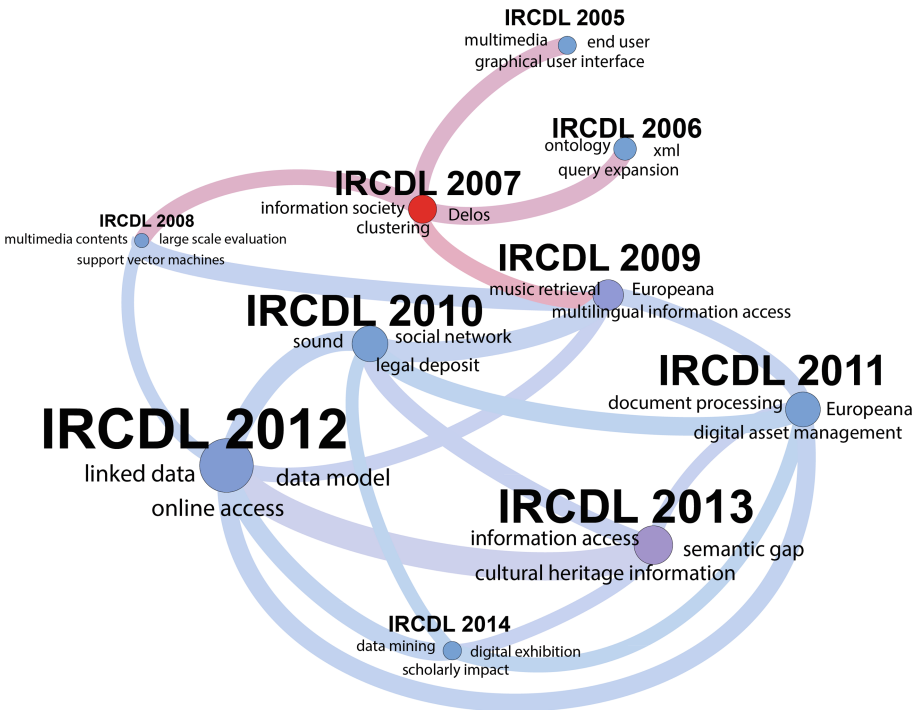 IRCDL 2005
multimedia end user
graphical user interface
IRCDL 2006
ontology xml
query expansion
IRCDL 2007
information society Delos
clustering
IRCDL 2008
multimedia contents large scale evaluation
support vector machines
IRCDL 2009
music retrieval Europeana
multilingual information access
IRCDL 2010
sound social network
legal deposit
IRCDL 2011
document processing Europeana
digital asset management
IRCDL 2012
linked data data model
online access
IRCDL 2013
information access semantic gap
cultural heritage information
IRCDL 2014
data mining digital exhibition
scholarly impact